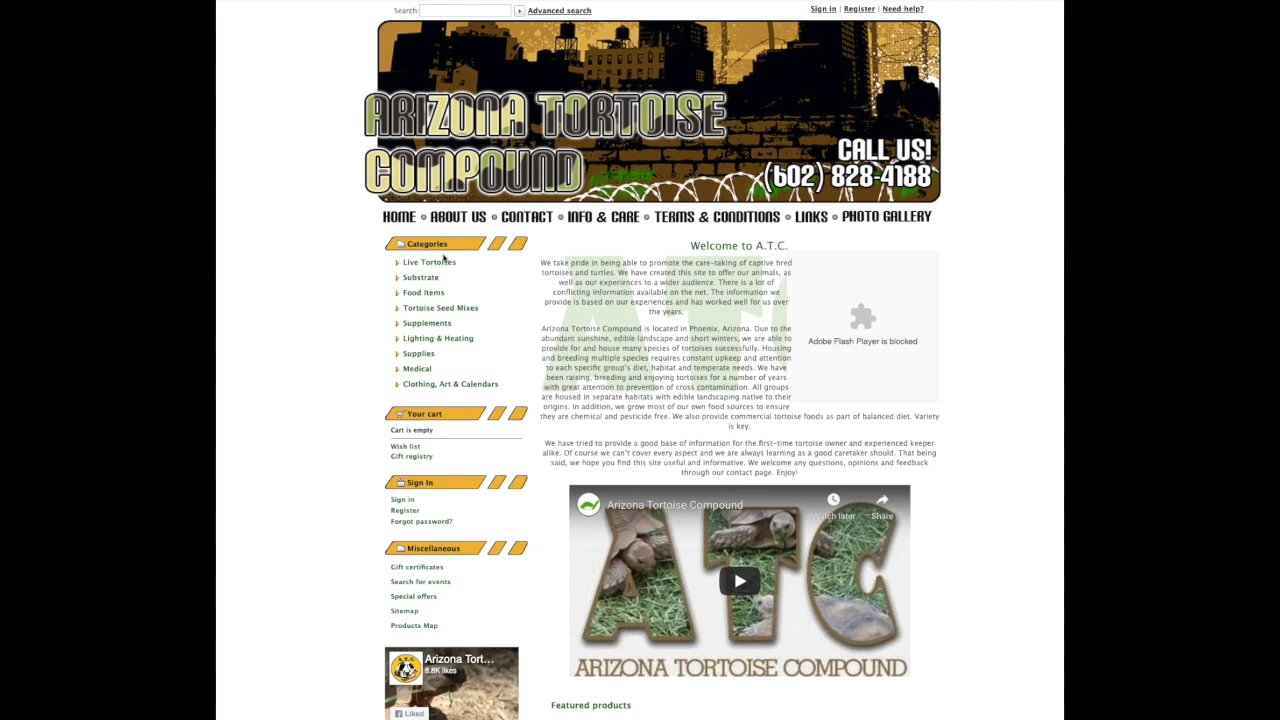 Search:
Advanced search
Sign in | Register | Need help?
ARIZONA TORTOISE
COMPOUND
CALL US!
(602) 828-4188
HOME • ABOUT US • CONTACT • INFO & CARE • TERMS & CONDITIONS • LINKS • PHOTO GALLERY
Categories
Live Tortoises
Substrate
Food Items
Tortoise Seed Mixes
Supplements
Lighting & Heating
Supplies
Medical
Clothing, Art & Calendars
Your cart
Cart is empty
Wish list
Gift registry
Sign In
Sign in
Register
Forgot password?
Miscellaneous
Gift certificates
Search for events
Special offers
Sitemap
Products Map
A.T.C.
Arizona Tort...
8.8K likes
Liked
Welcome to A.T.C.
We take pride in being able to promote the care-taking of captive bred
tortoises and turtles. We have created this site to offer our animals, as
well as our experiences to a wider audience. There is a lot of
conflicting information available on the net. The information we
provide is based on our experiences and has worked well for us over
the years.
Arizona Tortoise Compound is located in Phoenix, Arizona. Due to the
abundant sunshine, edible landscape and short winters, we are able to
provide for and house many species of tortoises successfully. Housing
and breeding multiple species requires constant upkeep and attention
to each specific group's diet, habitat and temperate needs. We have
been raising, breeding and enjoying tortoises for a number of years
with great attention to prevention of cross contamination. All groups
are housed in separate habitats with edible landscaping native to their
origins. In addition, we grow most of our own food sources to ensure
they are chemical and pesticide free. We also provide commercial tortoise foods as part of balanced diet. Variety
is key.
We have tried to provide a good base of information for the first-time tortoise owner and experienced keeper
alike. Of course we can't cover every aspect and we are always learning as a good caretaker should. That being
said, we hope you find this site useful and informative. We welcome any questions, opinions and feedback
through our contact page. Enjoy!
ATC
Adobe Flash Player is blocked
Arizona Tortoise Compound
Watch later
Share
ATC
ARIZONA TORTOISE COMPOUND
Featured products